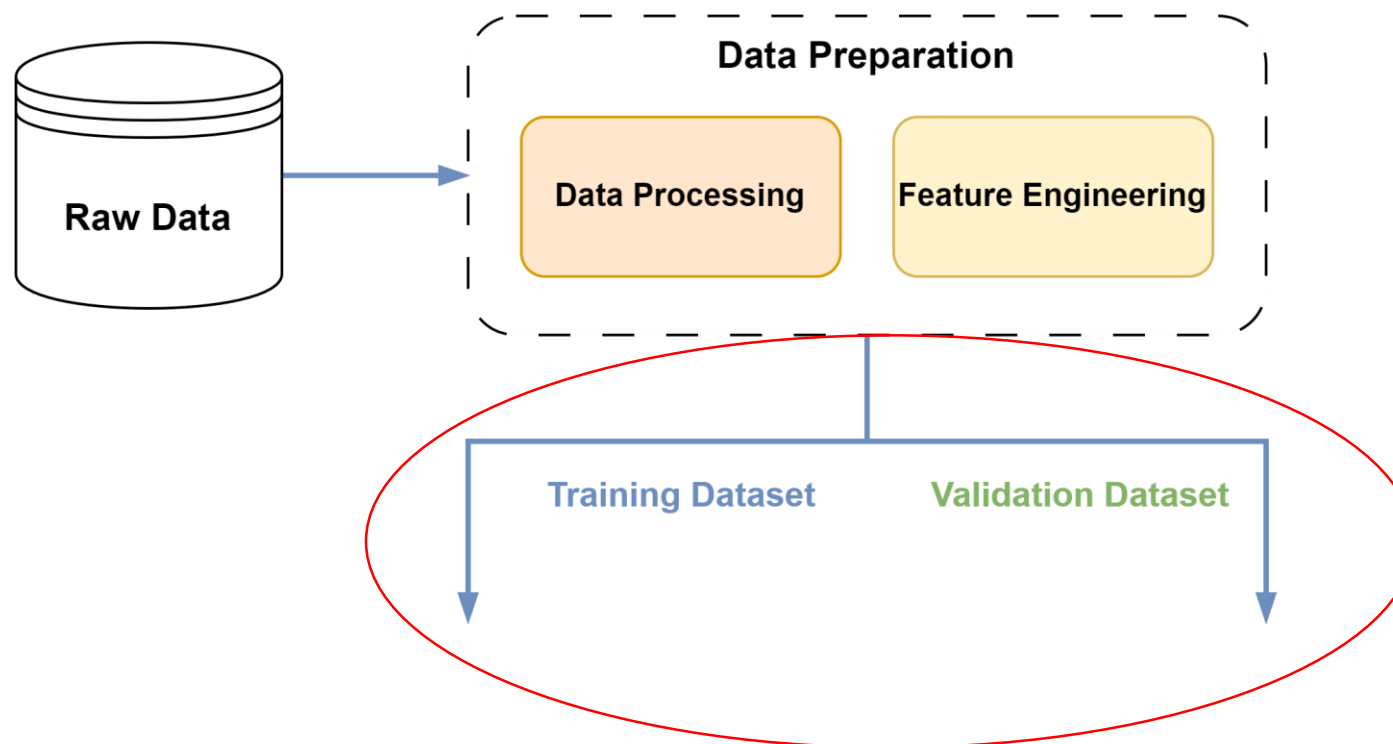 Data Preparation
Raw Data
Data Processing
Feature Engineering
Training Dataset
Validation Dataset